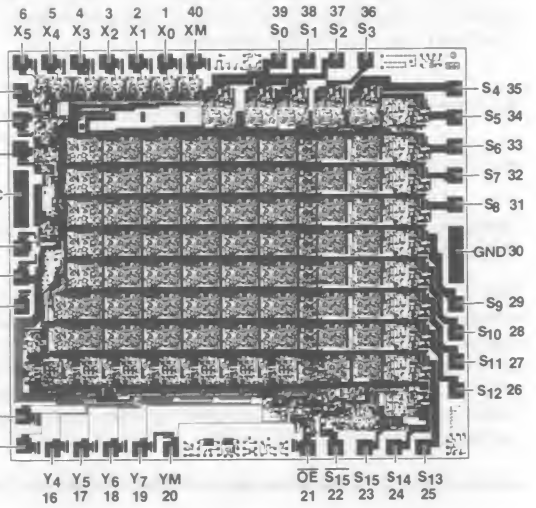 6 5 4 3 2 1 40 39 38 37 36
X5 X4 X3 X2 X1 X0 XM S0 S1 S2 S3
S4 35
S5 34
S6 33
S7 32
S8 31
GND 30
S9 29
S10 28
S11 27
S12 26
Y4 Y5 Y6 Y7 YM O̅E̅ S̅15 S15 S14 S13
16 17 18 19 20 21 22 23 24 25